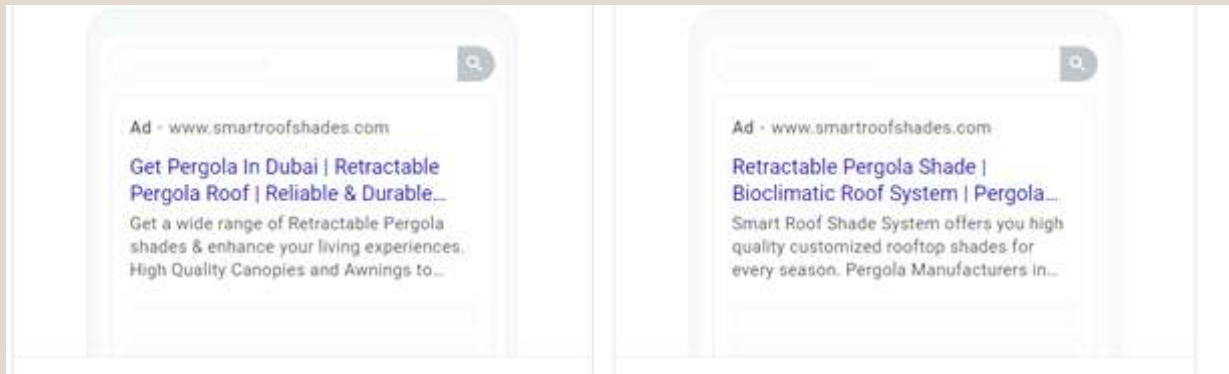 Ad - www.smartroofshades.com
Get Pergola In Dubai | Retractable
Pergola Roof | Reliable & Durable...
Get a wide range of Retractable Pergola
shades & enhance your living experiences.
High Quality Canopies and Awnings to...
Ad - www.smartroofshades.com
Retractable Pergola Shade |
Bioclimatic Roof System | Pergola...
Smart Roof Shade System offers you high
quality customized rooftop shades for
every season. Pergola Manufacturers in...